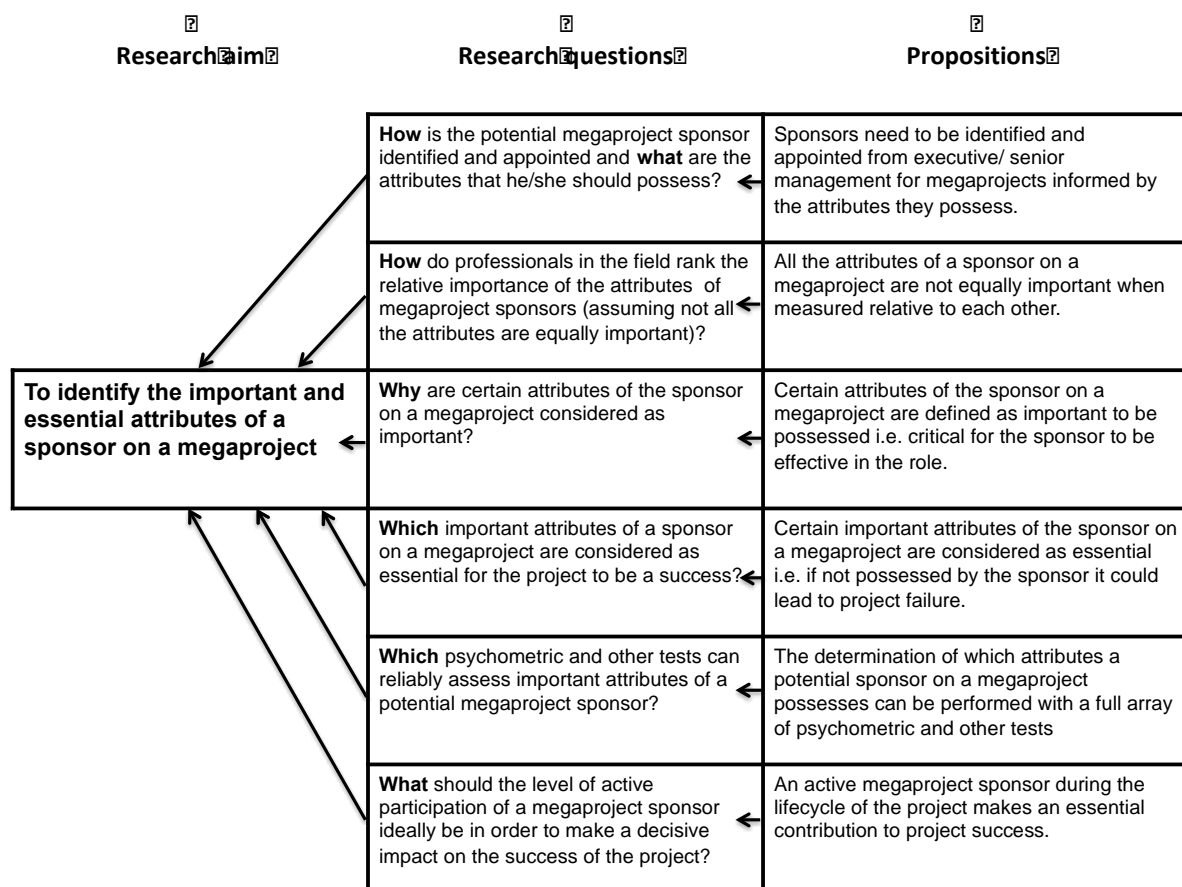 Research aim
Research questions
Propositions
How is the potential megaproject sponsor
identified and appointed and what are the
attributes that he/she should possess?
Sponsors need to be identified and
appointed from executive/ senior
management for megaprojects informed by
the attributes they possess.
How do professionals in the field rank the
relative importance of the attributes of
megaproject sponsors (assuming not all
the attributes are equally important)?
All the attributes of a sponsor on a
megaproject are not equally important when
measured relative to each other.
To identify the important and
essential attributes of a
sponsor on a megaproject
Why are certain attributes of the sponsor
on a megaproject considered as
important?
Certain attributes of the sponsor on a
megaproject are defined as important to be
possessed i.e. critical for the sponsor to be
effective in the role.
Which important attributes of a sponsor
on a megaproject are considered as
essential for the project to be a success?
Certain important attributes of the sponsor on
a megaproject are considered as essential
i.e. if not possessed by the sponsor it could
lead to project failure.
Which psychometric and other tests can
reliably assess important attributes of a
potential megaproject sponsor?
The determination of which attributes a
potential sponsor on a megaproject
possesses can be performed with a full array
of psychometric and other tests
What should the level of active
participation of a megaproject sponsor
ideally be in order to make a decisive
impact on the success of the project?
An active megaproject sponsor during the
lifecycle of the project makes an essential
contribution to project success.